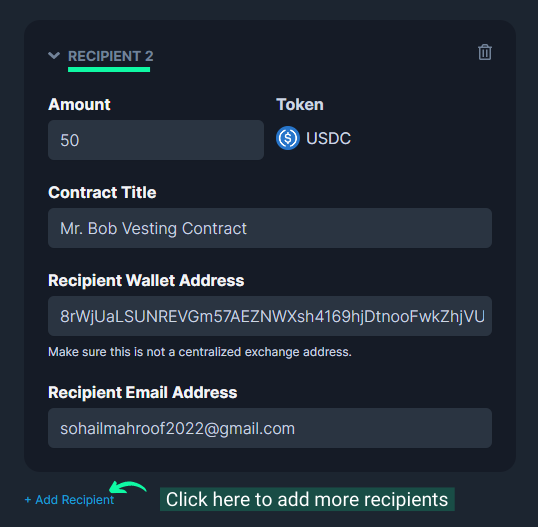 RECIPIENT 2
Amount
Token
50
USDC
Contract Title
Mr. Bob Vesting Contract
Recipient Wallet Address
8rWjUaLSUNREVGm57AEZNWXsh4169hjDtnooFwkZhjVU
Make sure this is not a centralized exchange address.
Recipient Email Address
sohailmahroof2022@gmail.com
+ Add Recipient
Click here to add more recipients